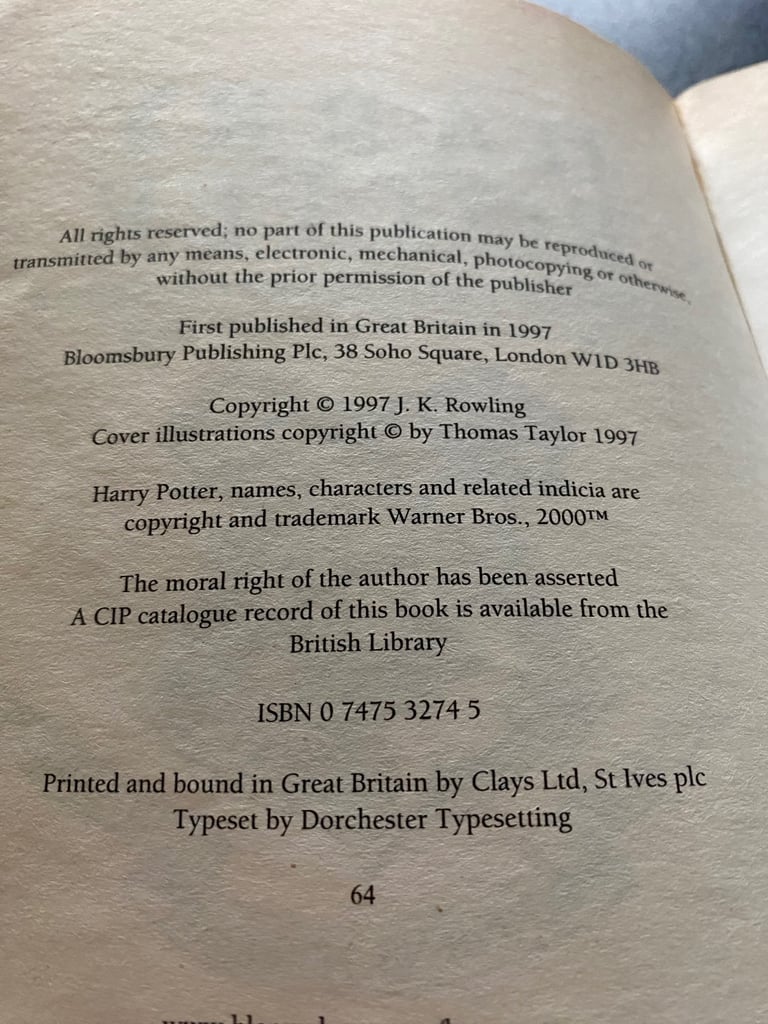 All rights reserved; no part of this publication may be reproduced or
transmitted by any means, electronic, mechanical, photocopying or otherwise,
without the prior permission of the publisher
First published in Great Britain in 1997
Bloomsbury Publishing Plc, 38 Soho Square, London W1D 3HB
Copyright © 1997 J. K. Rowling
Cover illustrations copyright © by Thomas Taylor 1997
Harry Potter, names, characters and related indicia are
copyright and trademark Warner Bros., 2000™
The moral right of the author has been asserted
A CIP catalogue record of this book is available from the
British Library
ISBN 0 7475 3274 5
Printed and bound in Great Britain by Clays Ltd, St Ives plc
Typeset by Dorchester Typesetting
64